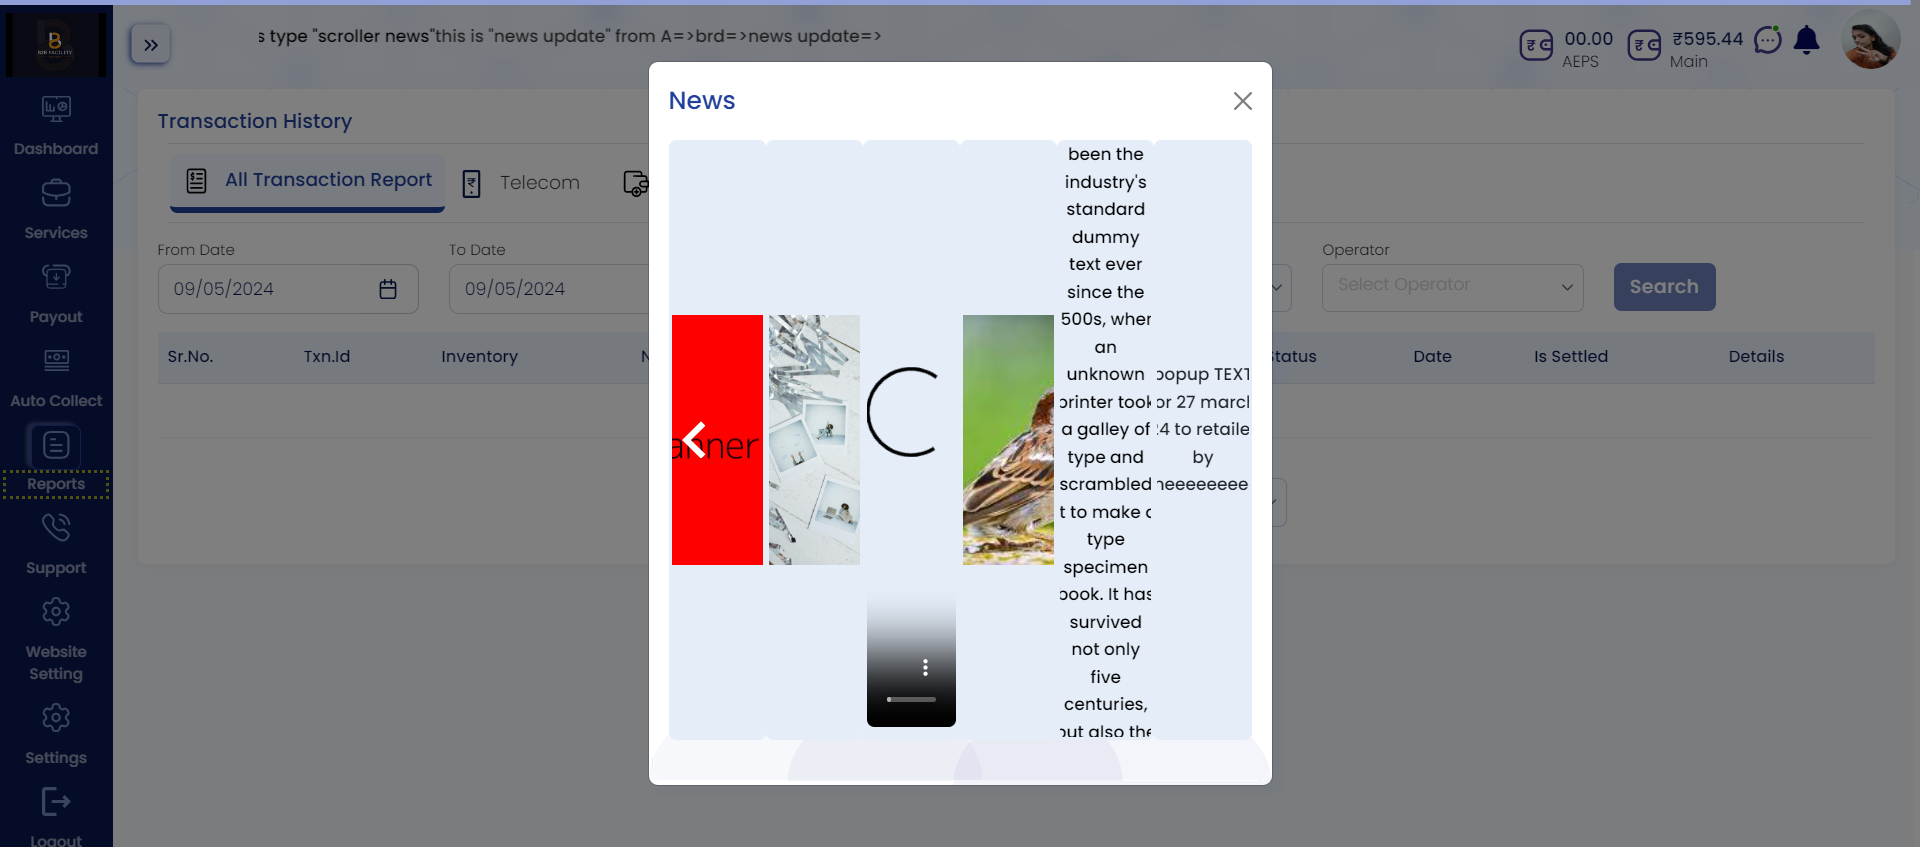 s type "scroller news"this is "news update" from A=>brd=>news update=>
00.00
AEPS
₹595.44
Main
News
Transaction History
All Transaction Report
Telecom
From Date
To Date
Operator
09/05/2024
09/05/2024
Select Operator
Search
Sr.No.
Txn.Id
Inventory
N
Status
Date
Is Settled
Details
Dashboard
Services
Payout
Auto Collect
Reports
Support
Website
Setting
Settings
Logout
anner
been the
industry's
standard
dummy
text ever
since the
500s, when
an
unknown
printer took
a galley of
type and
scrambled
t to make a
type
specimen
book. It has
survived
not only
five
centuries,
but also the
popup TEXT
or 27 marcl
24 to retaile
by
heeeeeeee